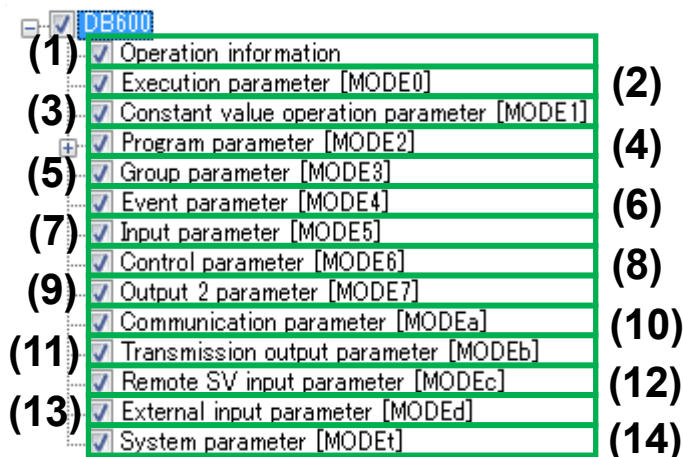 DB600
(1) Operation information
Execution parameter [MODE0] (2)
(3) Constant value operation parameter [MODE1]
Program parameter [MODE2] (4)
(5) Group parameter [MODE3]
Event parameter [MODE4] (6)
(7) Input parameter [MODE5]
Control parameter [MODE6] (8)
(9) Output 2 parameter [MODE7]
Communication parameter [MODEa] (10)
(11) Transmission output parameter [MODEb]
Remote SV input parameter [MODEc] (12)
(13) External input parameter [MODEd]
System parameter [MODEt] (14)